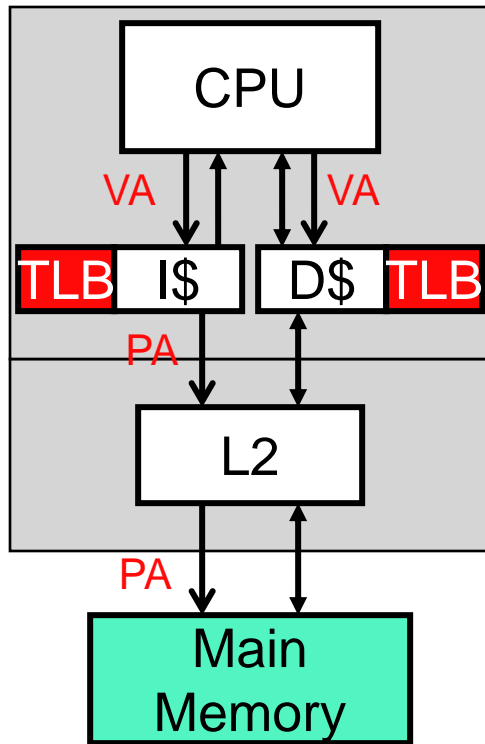 CPU
VA VA
TLB I$ D$ TLB
PA
L2
PA
Main
Memory